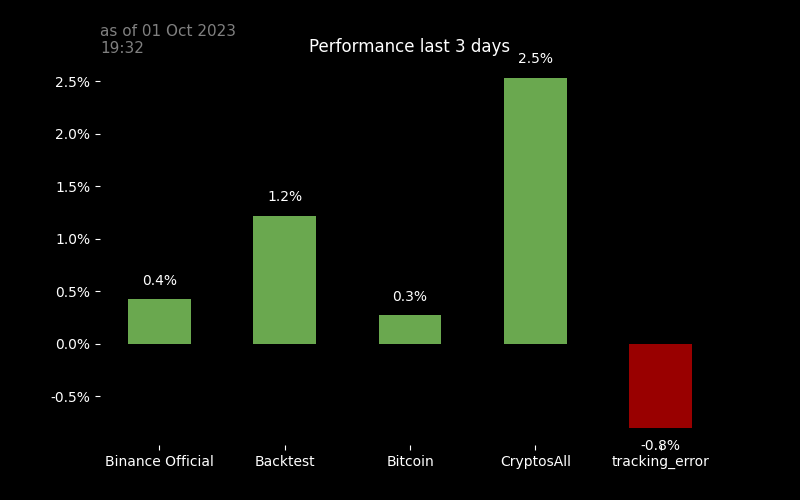 as of 01 Oct 2023
19:32
Performance last 3 days
2.5%
2.0%
1.5%
1.0%
0.5%
0.0%
-0.5%
0.4%
1.2%
0.3%
2.5%
-0.8%
Binance Official
Backtest
Bitcoin
CryptosAll
tracking_error